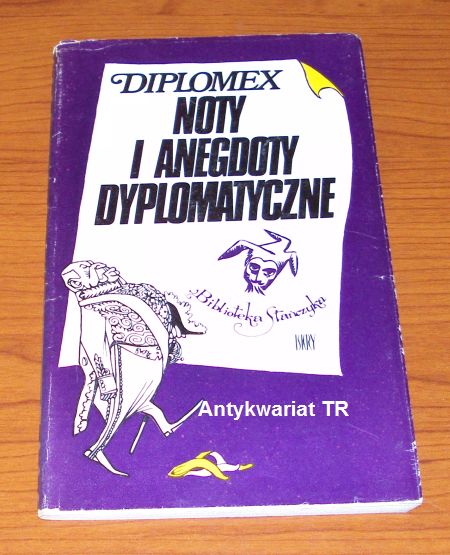 DIPLOMEX
NOTY
I ANEGDOTY
DYPLOMATYCZNE
Biblioteka Stańczyka
ISKRY
Antykwariat TR